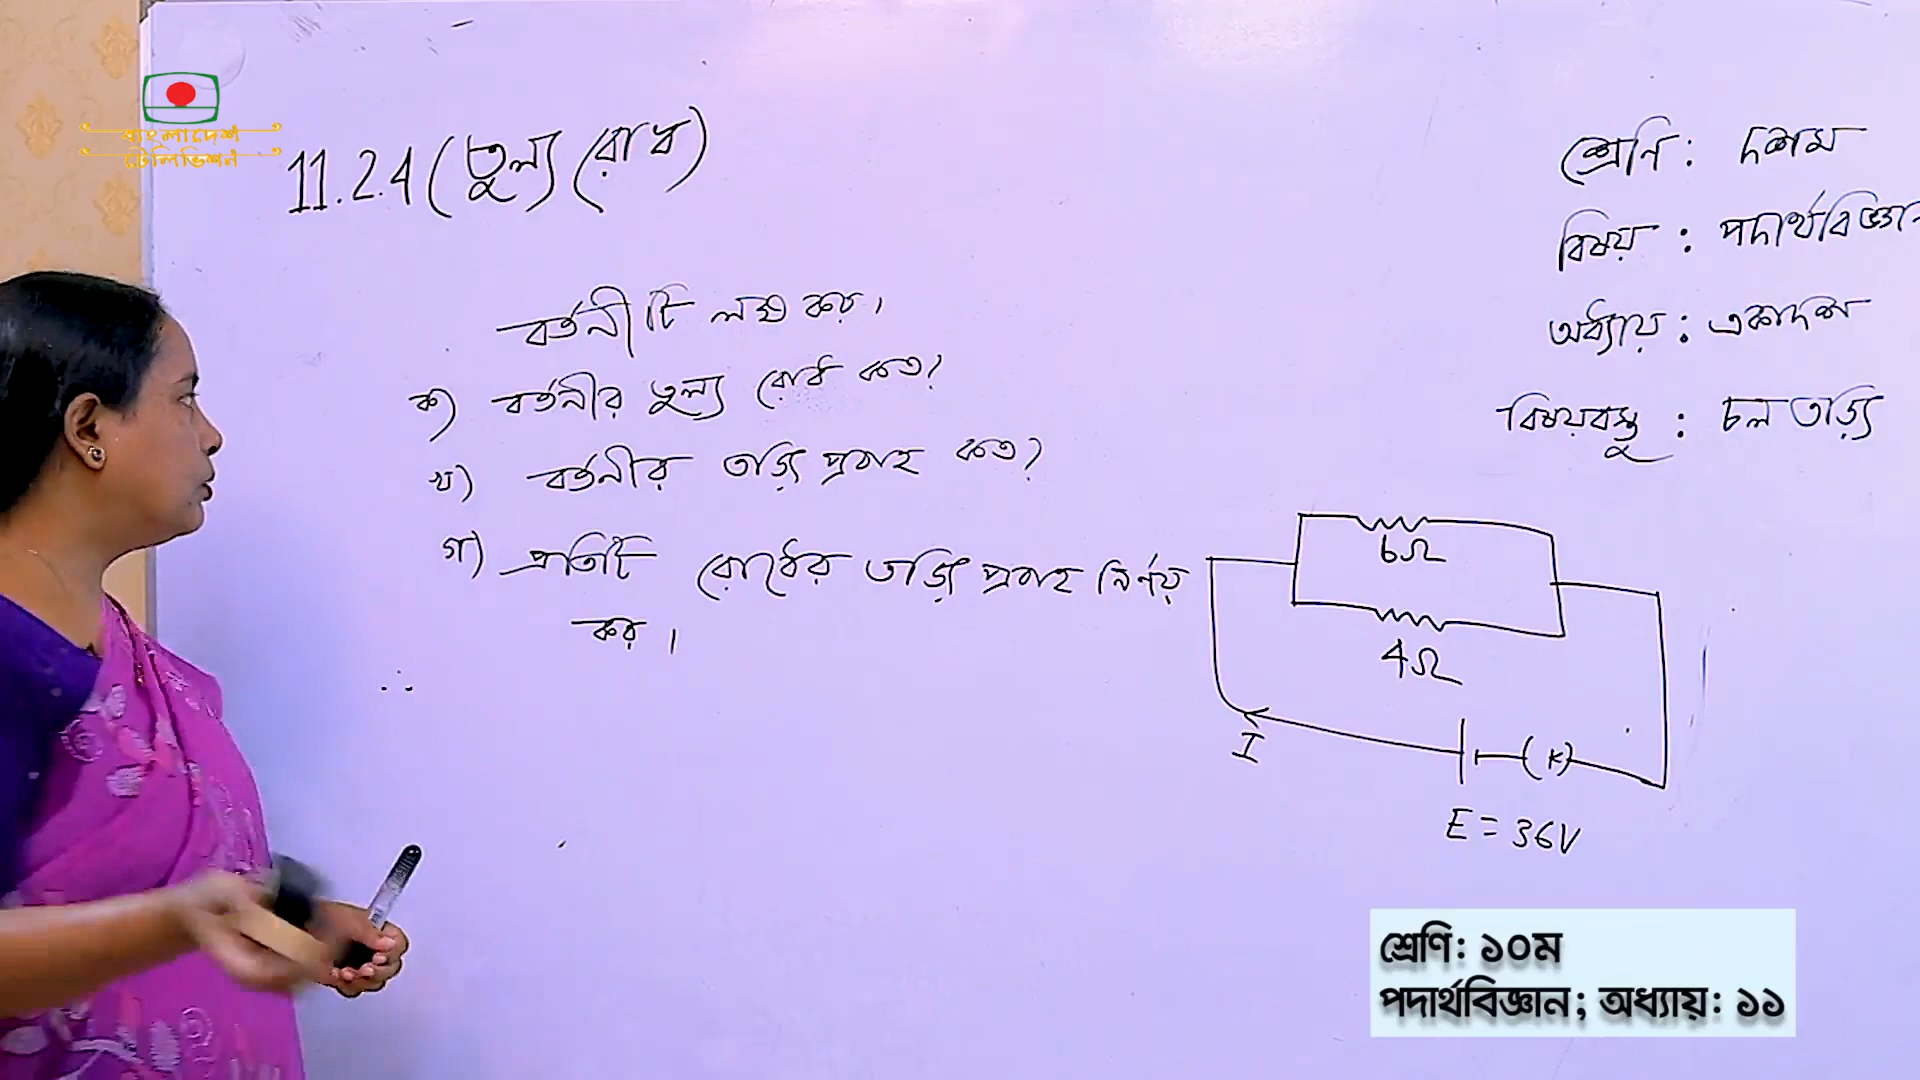 বাংলাদেশ
টেলিভিশন
11.2.4 (তুল্য রোধ)
শ্রেণি : দশম
বিষয় : পদার্থবিজ্ঞান
অধ্যায় : একাদশ
বিষয়বস্তু : চল তড়িৎ
বর্তনীটি লক্ষ কর।
ক) বর্তনীর তুল্য রোধ কত?
খ) বর্তনীর তড়িৎ প্রবাহ কত?
গ) প্রতিটি রোধের তড়িৎ প্রবাহ নির্ণয়
কর।
6Ω
4Ω
I
(K)
E = 36V
শ্রেণি: ১০ম
পদার্থবিজ্ঞান; অধ্যায়: ১১